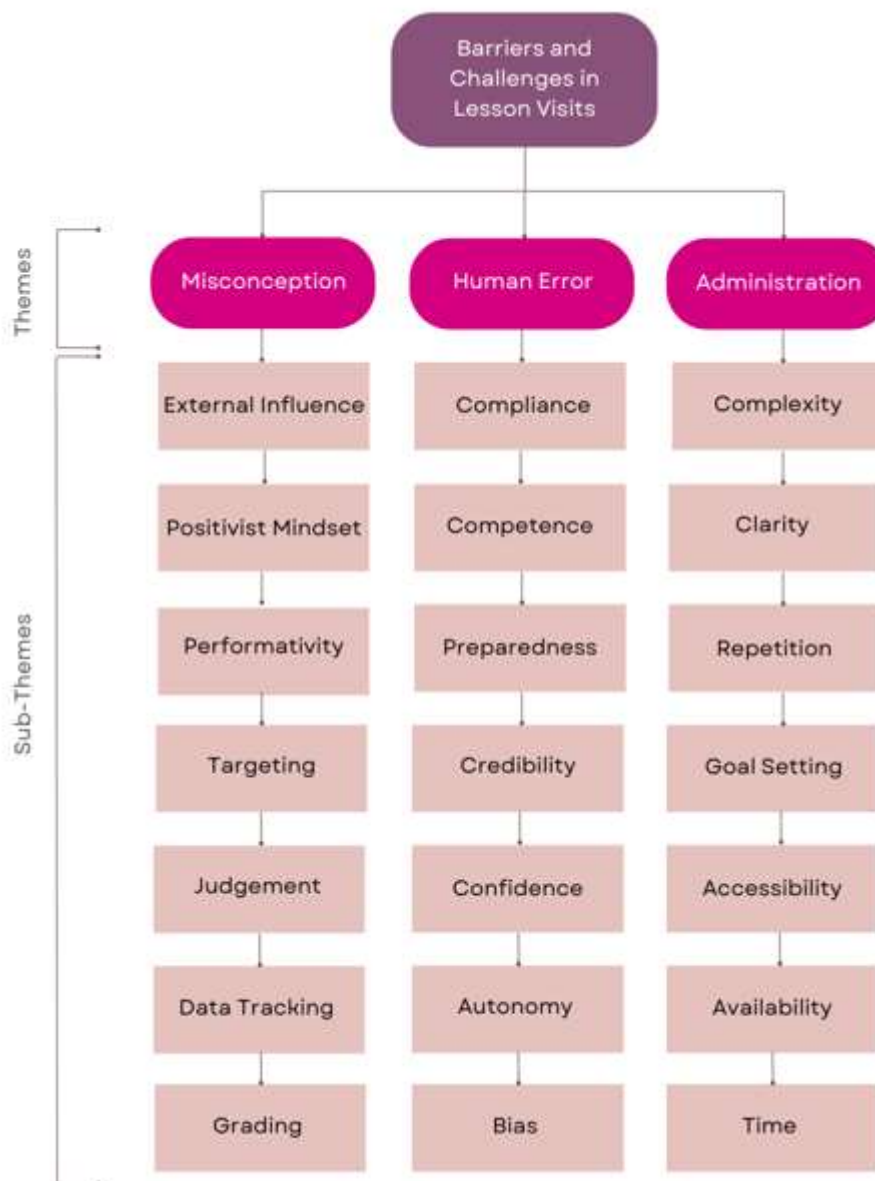 Barriers and
Challenges in
Lesson Visits
Themes
Misconception
Human Error
Administration
Sub-Themes
External Influence
Compliance
Complexity
Positivist Mindset
Competence
Clarity
Performativity
Preparedness
Repetition
Targeting
Credibility
Goal Setting
Judgement
Confidence
Accessibility
Data Tracking
Autonomy
Availability
Grading
Bias
Time